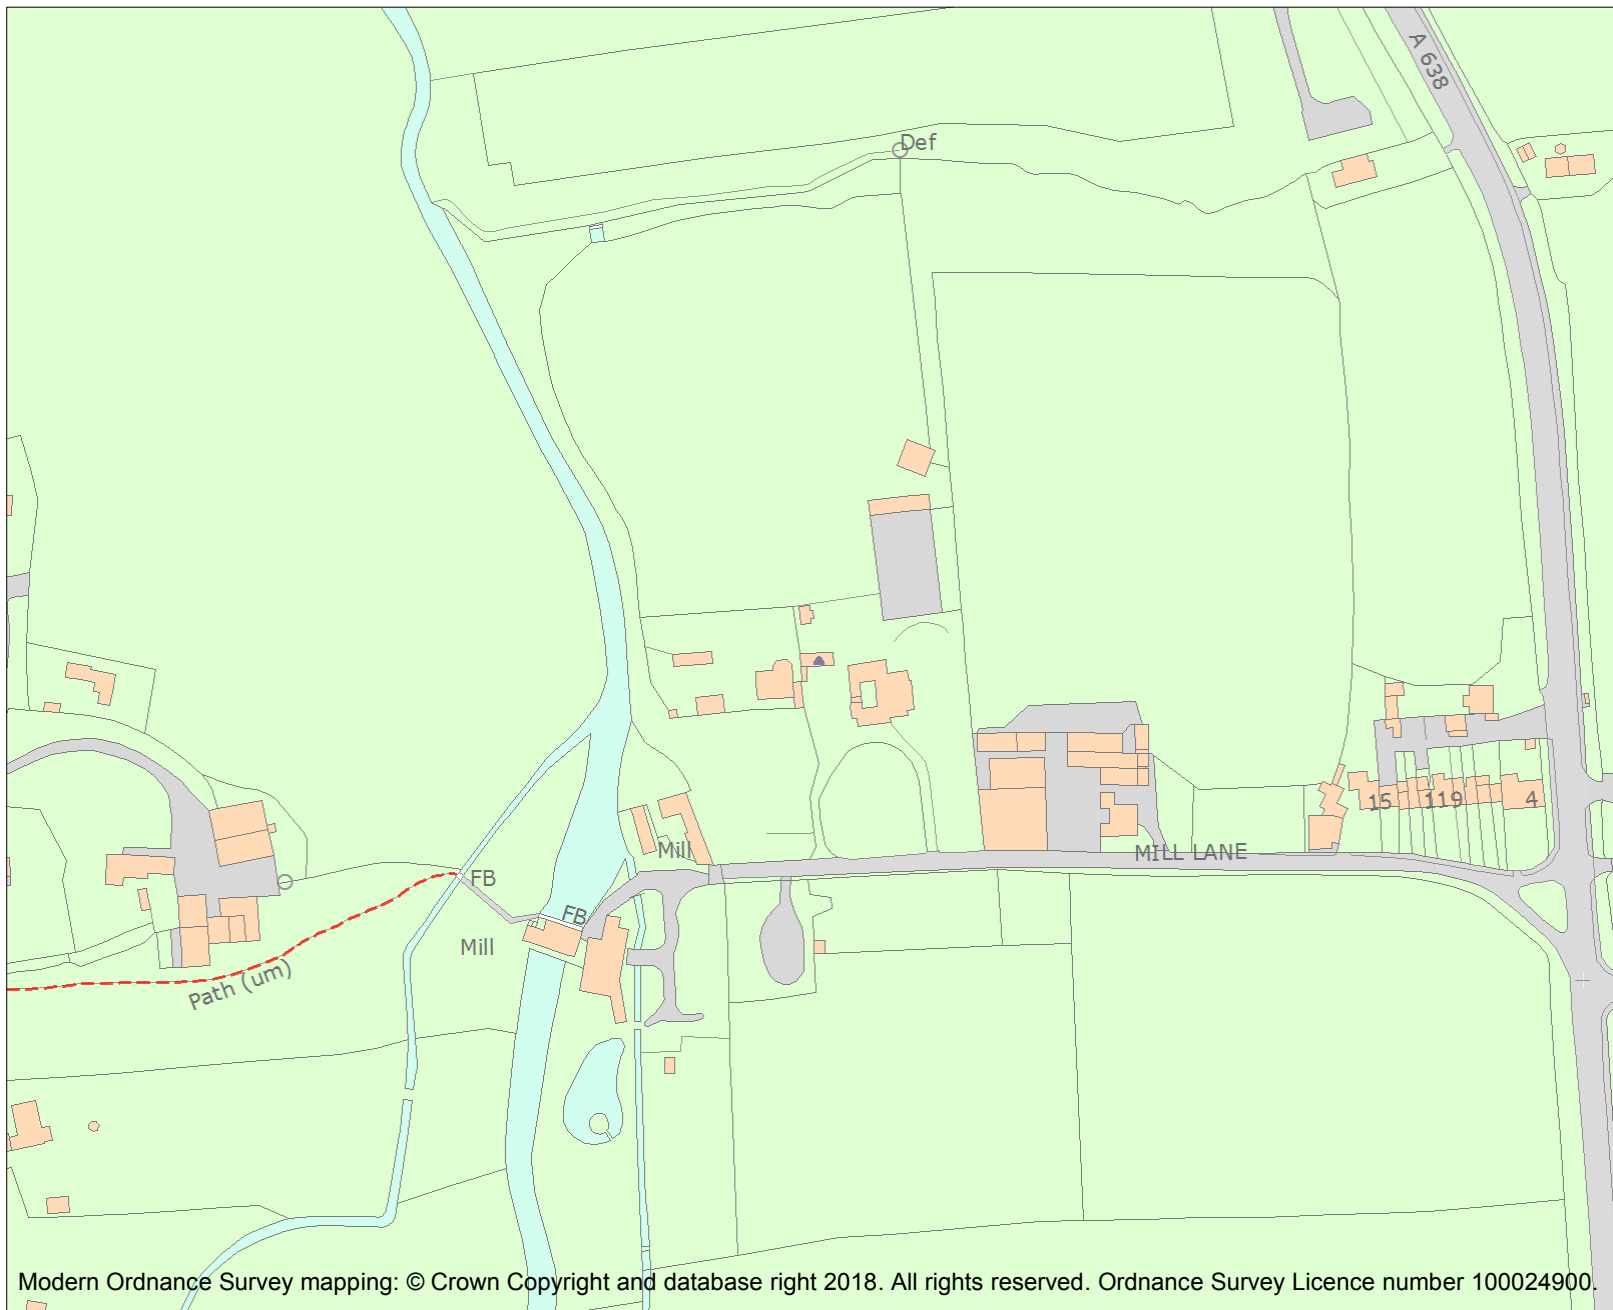 A 638
Def
15
119
4
Mill
MILL LANE
FB
FB
Mill
Path (um)
Modern Ordnance Survey mapping: © Crown Copyright and database right 2018. All rights reserved. Ordnance Survey Licence number 100024900.